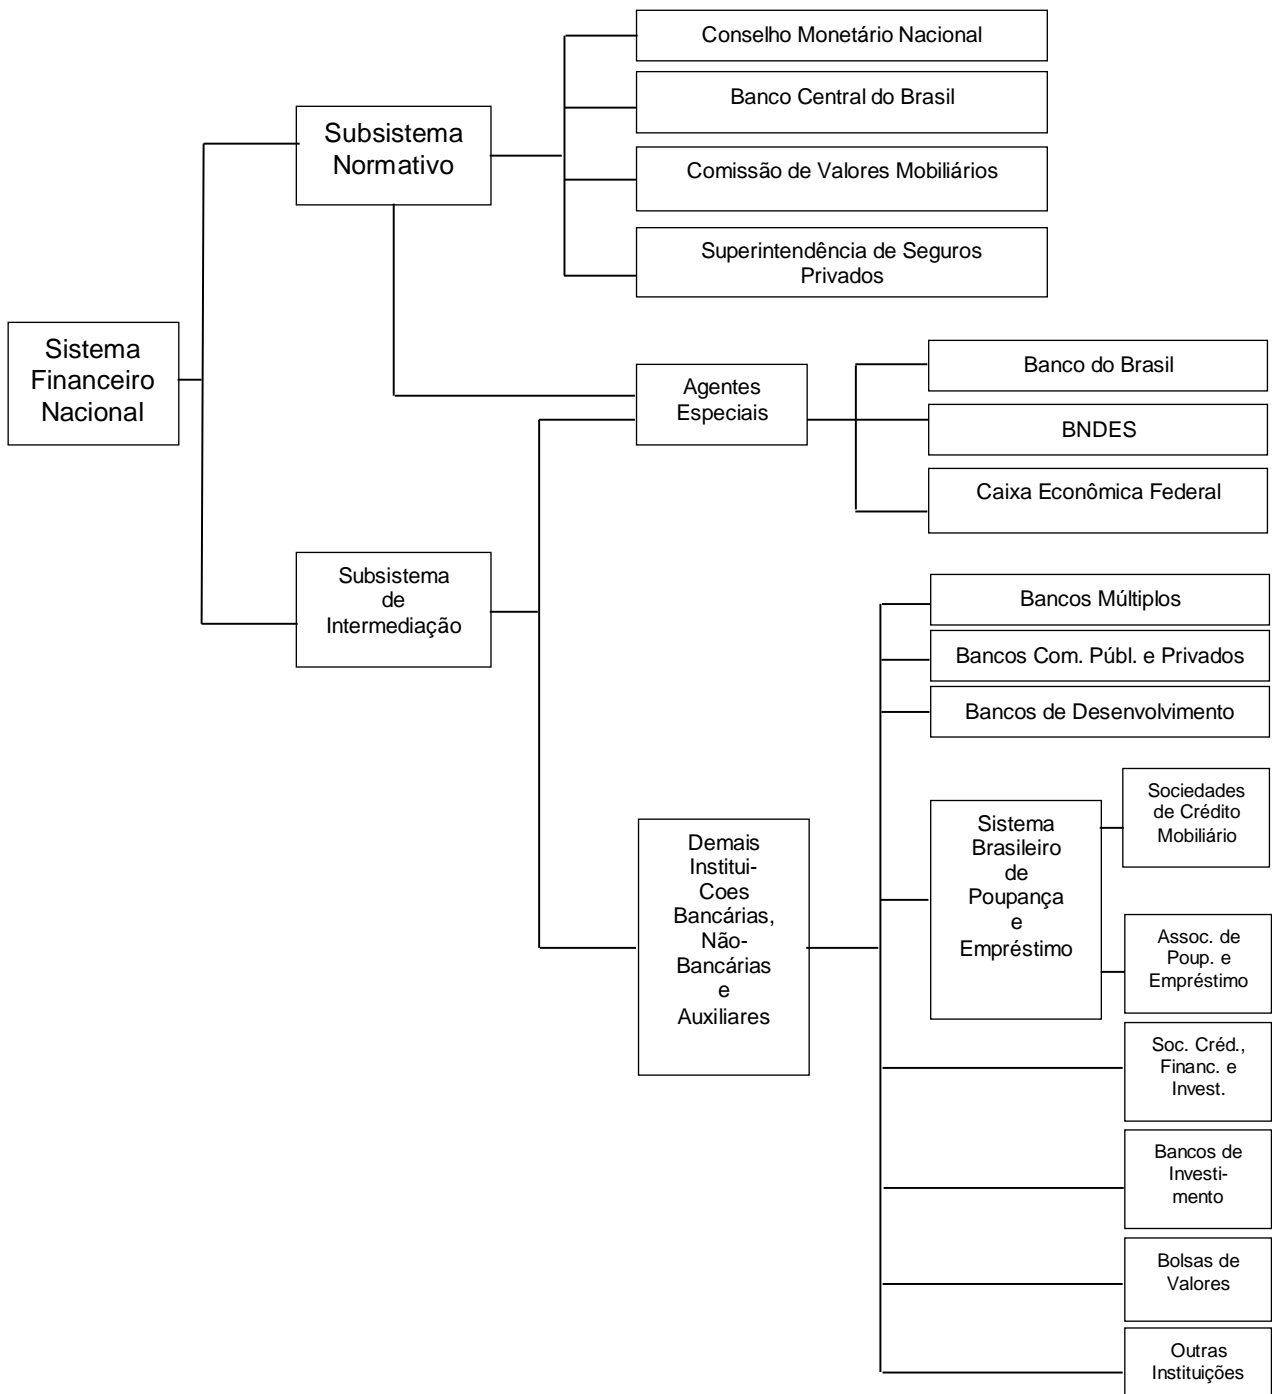 Conselho Monetário Nacional
Banco Central do Brasil
Subsistema
Normativo
Comissão de Valores Mobiliários
Superintendência de Seguros
Privados
Sistema
Financeiro
Nacional
Agentes
Especiais
Banco do Brasil
BNDES
Caixa Econômica Federal
Subsistema
de
Intermediação
Bancos Múltiplos
Bancos Com. Públ. e Privados
Bancos de Desenvolvimento
Demais
Institui-
Coes
Bancárias,
Não-
Bancárias
e
Auxiliares
Sistema
Brasileiro
de
Poupança
e
Empréstimo
Sociedades
de Crédito
Mobiliário
Assoc. de
Poup. e
Empréstimo
Soc. Créd.,
Financ. e
Invest.
Bancos de
Investi-
mento
Bolsas de
Valores
Outras
Instituições